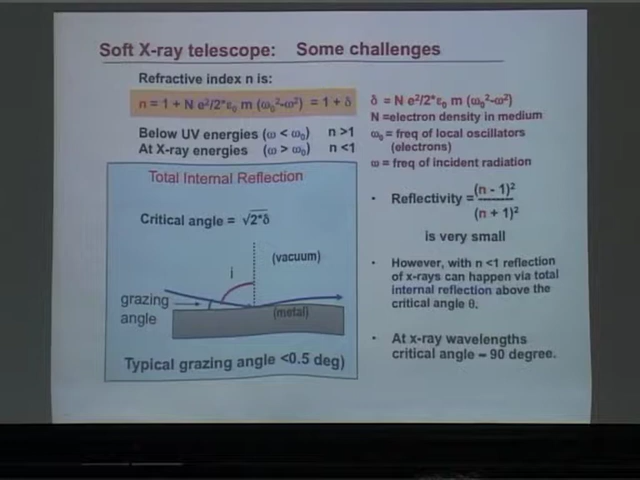 Soft X-ray telescope: Some challenges
Refractive index n is:
n = 1 + N e²/2*ε₀ m (ω₀²-ω²) = 1 + δ
Below UV energies (ω < ω₀) n >1
At X-ray energies (ω > ω₀) n <1
Total Internal Reflection
Critical angle = √2*δ
i
(vacuum)
grazing
angle
(metal)
Typical grazing angle <0.5 deg)
δ = N e²/2*ε₀ m (ω₀²-ω²)
N =electron density in medium
ω₀ = freq of local oscillators
(electrons)
ω = freq of incident radiation
• Reflectivity = (n - 1)²
(n + 1)²
is very small
• However, with n <1 reflection
of x-rays can happen via total
internal reflection above the
critical angle θ.
• At x-ray wavelengths
critical angle ~ 90 degree.